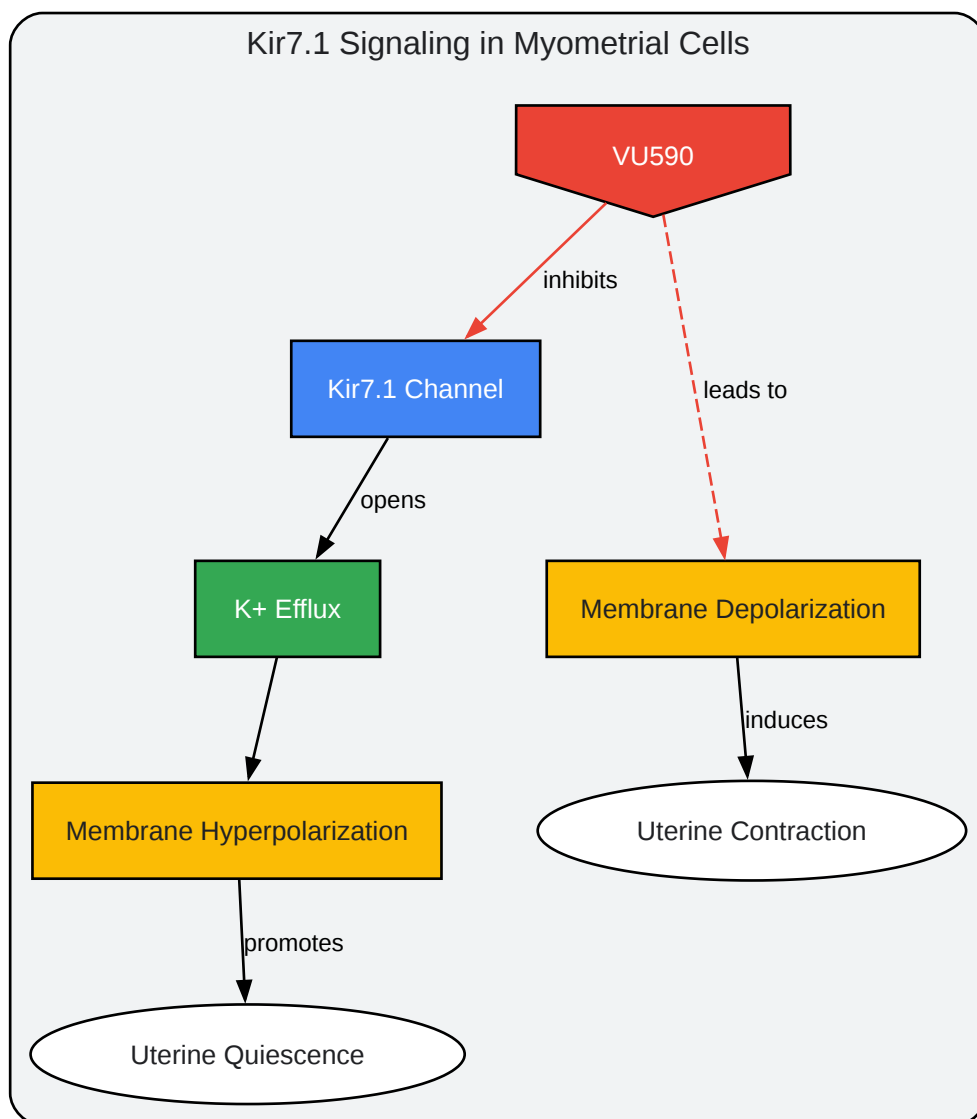 Kir7.1 Signaling in Myometrial Cells
VU590
inhibits
Kir7.1 Channel
leads to
opens
K+ Efflux
Membrane Depolarization
induces
Membrane Hyperpolarization
Uterine Contraction
promotes
Uterine Quiescence